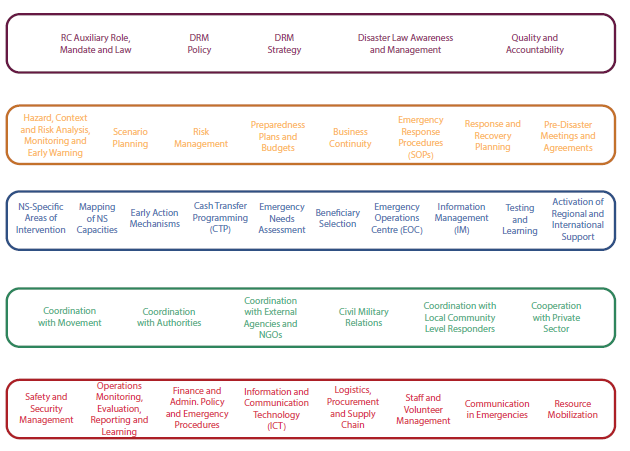 RC Auxiliary Role,
Mandate and Law
DRM
Policy
DRM
Strategy
Disaster Law Awareness
and Management
Quality and
Accountability
Hazard, Context
and Risk Analysis,
Monitoring and
Early Warning
Scenario
Planning
Risk
Management
Preparedness
Plans and
Budgets
Business
Continuity
Emergency
Response
Procedures
(SOPs)
Response and
Recovery
Planning
Pre-Disaster
Meetings and
Agreements
NS-Specific
Areas of
Intervention
Mapping
of NS
Capacities
Early Action
Mechanisms
Cash Transfer
Programming
(CTP)
Emergency
Needs
Assessment
Beneficiary
Selection
Emergency
Operations
Centre (EOC)
Information
Management
(IM)
Testing
and
Learning
Activation of
Regional and
International
Support
Coordination
with Movement
Coordination
with Authorities
Coordination
with External
Agencies and
NGOs
Civil Military
Relations
Coordination with
Local Community
Level Responders
Cooperation
with Private
Sector
Safety and
Security
Management
Operations
Monitoring,
Evaluation,
Reporting and
Learning
Finance and
Admin. Policy
and Emergency
Procedures
Information and
Communication
Technology
(ICT)
Logistics,
Procurement
and Supply
Chain
Staff and
Volunteer
Management
Communication
in Emergencies
Resource
Mobilization